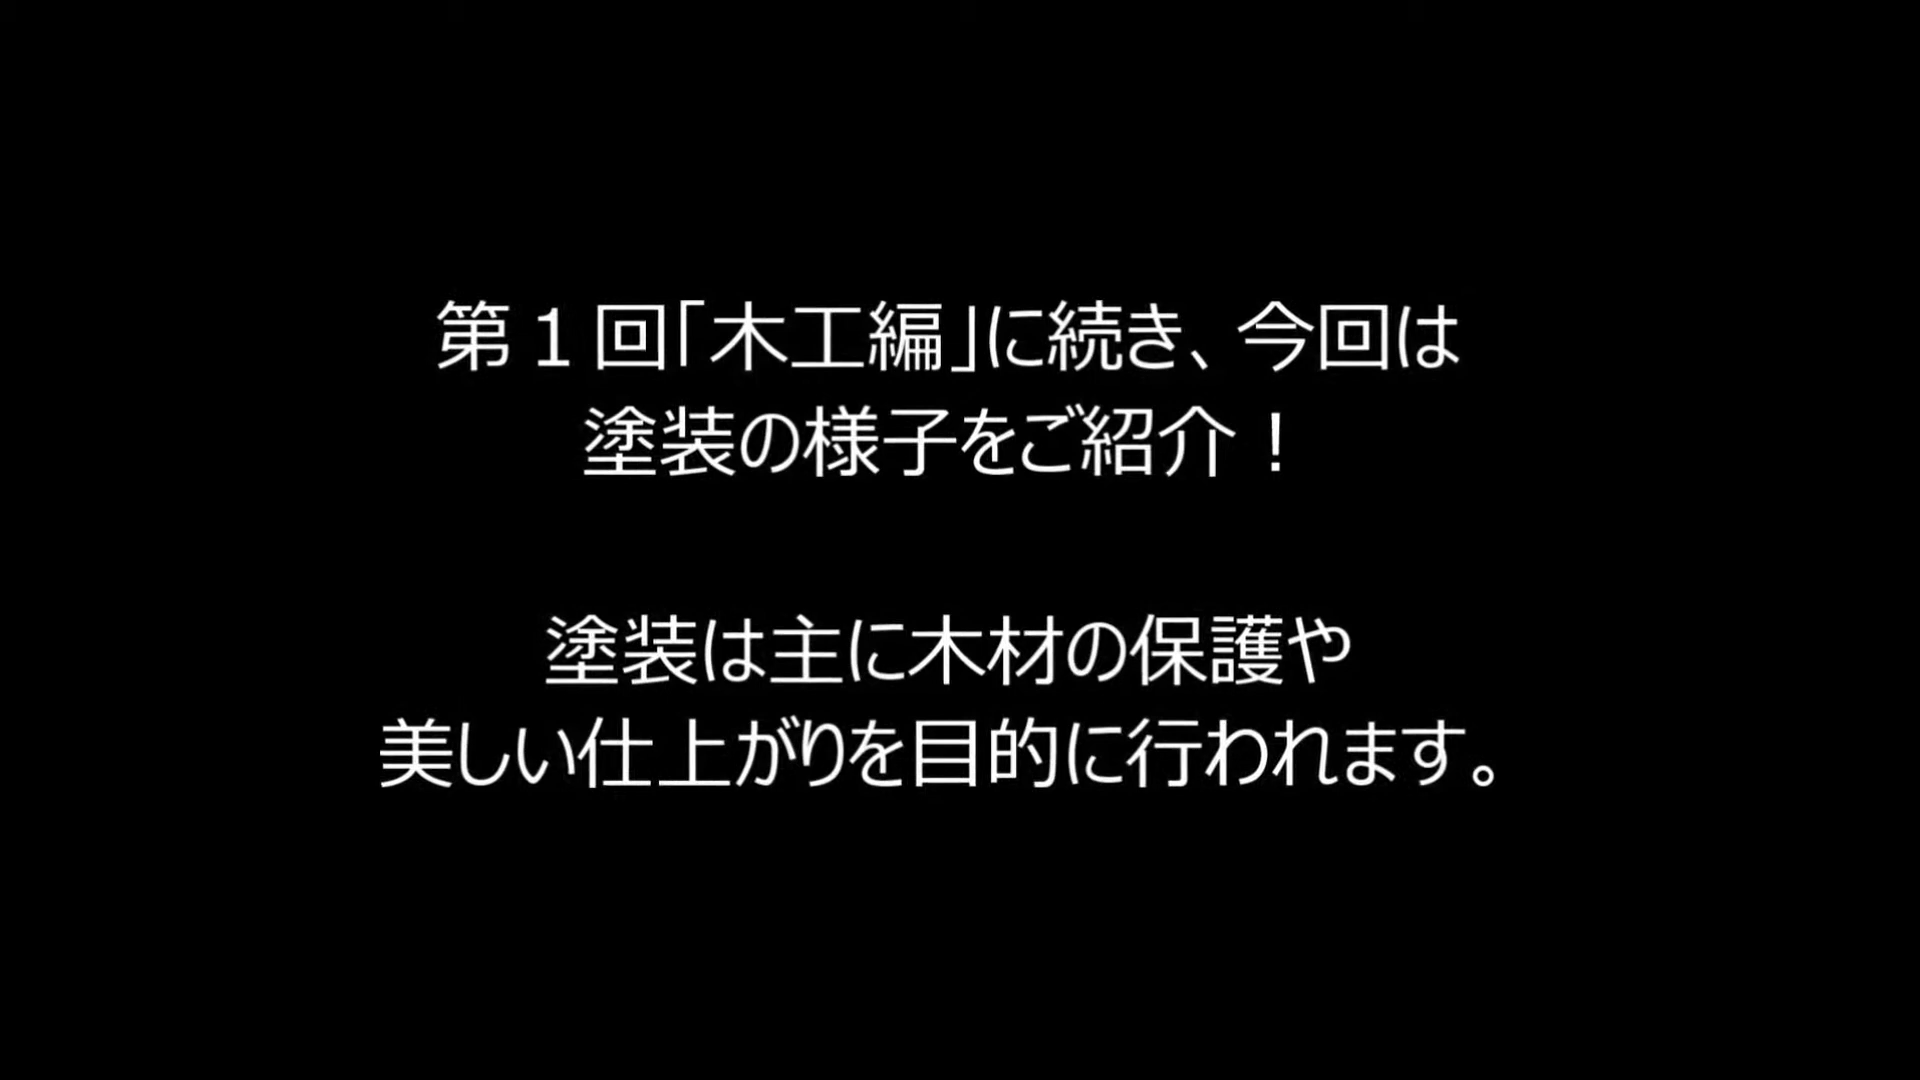 第１回「木工編」に続き、今回は
塗装の様子をご紹介！
塗装は主に木材の保護や
美しい仕上がりを目的に行われます。